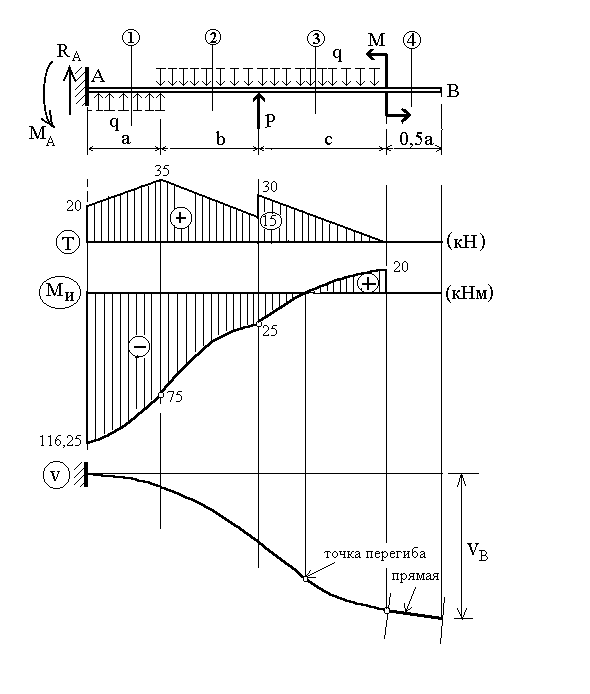 ① ② ③ M ④
R_A A q B
M_A q P
a b c 0,5a
35
20 30
+ 15
T (кН)
20
М_И + (кНм)
− 25
75
116,25
v
V_B
точка перегиба
прямая